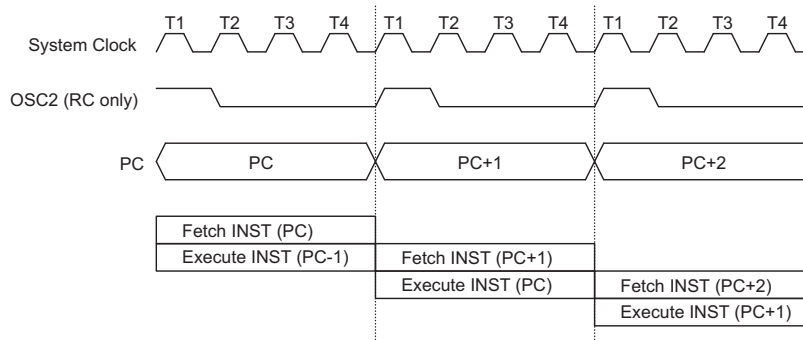 T1 T2 T3 T4 T1 T2 T3 T4 T1 T2 T3 T4
System Clock
OSC2 (RC only)
PC PC PC+1 PC+2
Fetch INST (PC)
Execute INST (PC-1) Fetch INST (PC+1)
Execute INST (PC) Fetch INST (PC+2)
Execute INST (PC+1)